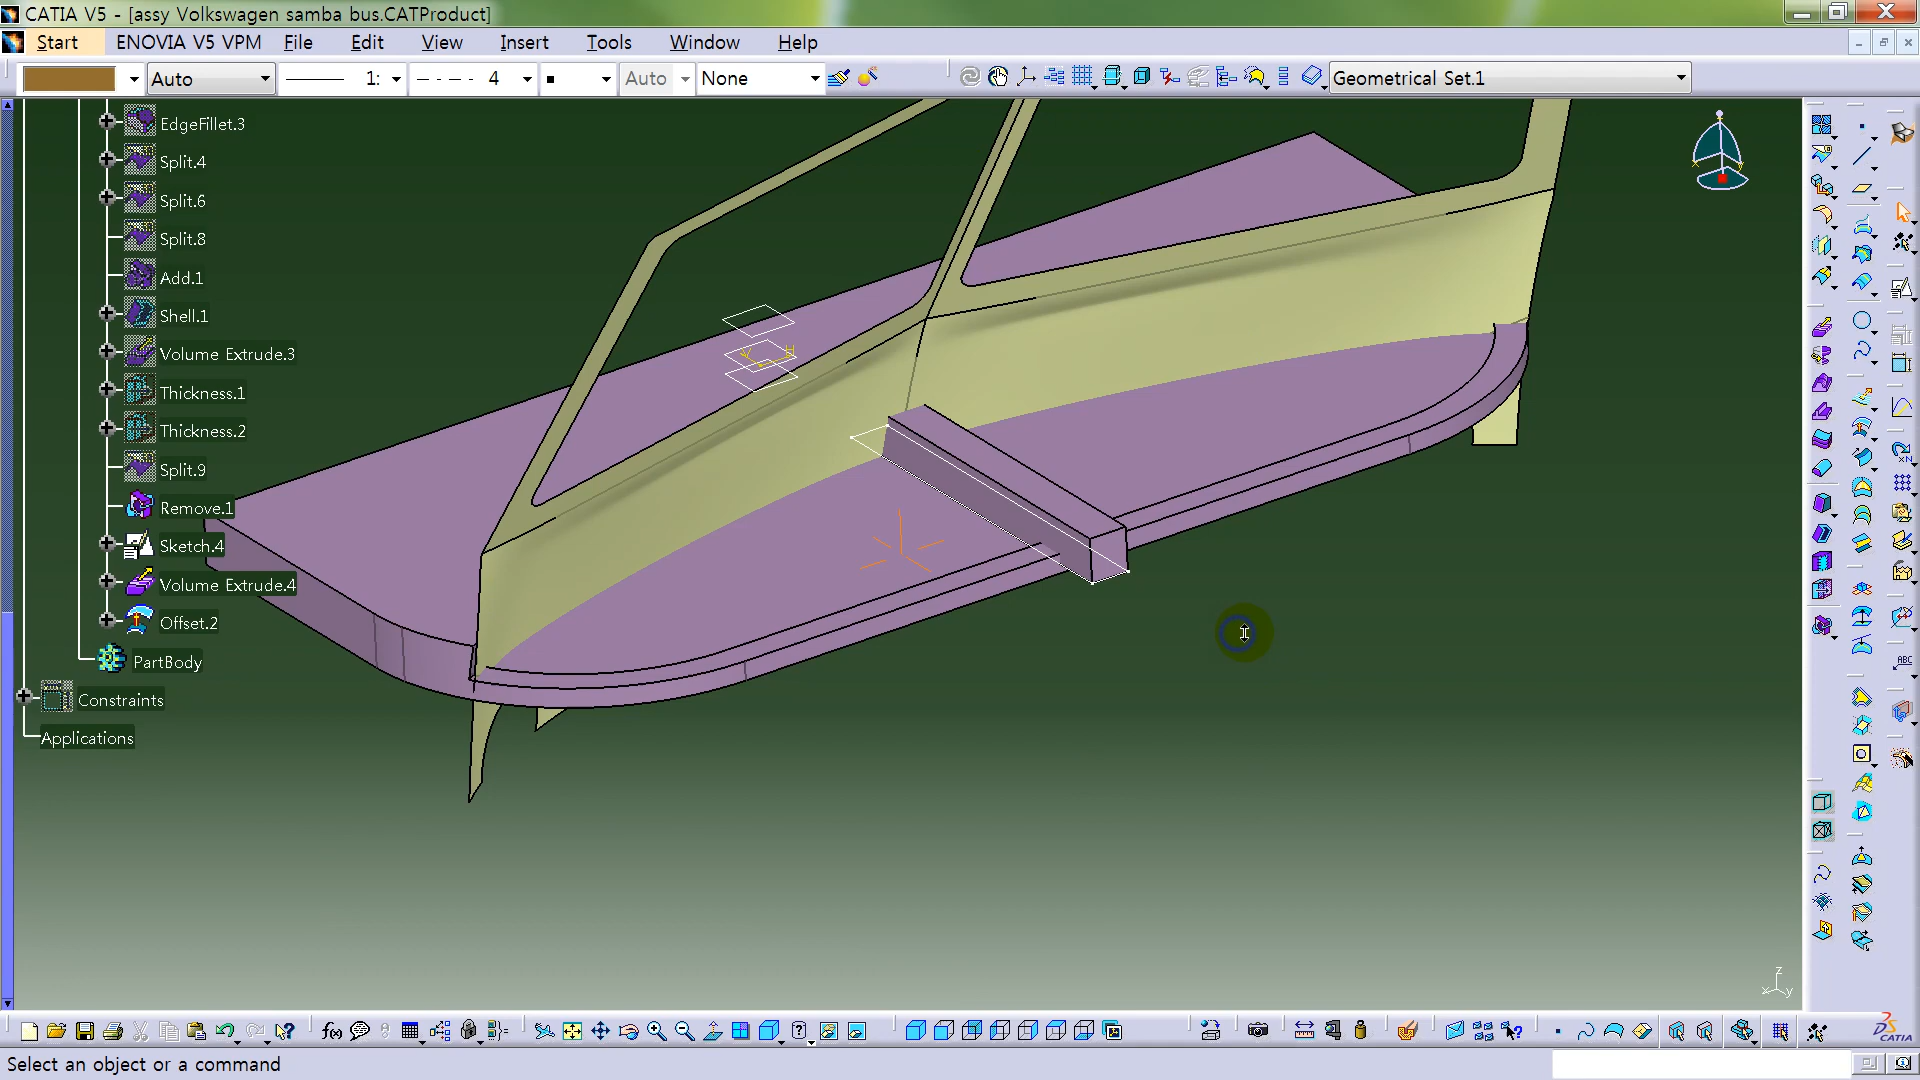 CATIA V5 - [assy Volkswagen samba bus.CATProduct]
Start ENOVIA V5 VPM File Edit View Insert Tools Window Help
Auto 1: 4 Auto None Geometrical Set.1
EdgeFillet.3
Split.4
Split.6
Split.8
Add.1
Shell.1
Volume Extrude.3
Thickness.1
Thickness.2
Split.9
Remove.1
Sketch.4
Volume Extrude.4
Offset.2
PartBody
Constraints
Applications
V H
z
x y
ABC
f(x)
CATIA
Select an object or a command